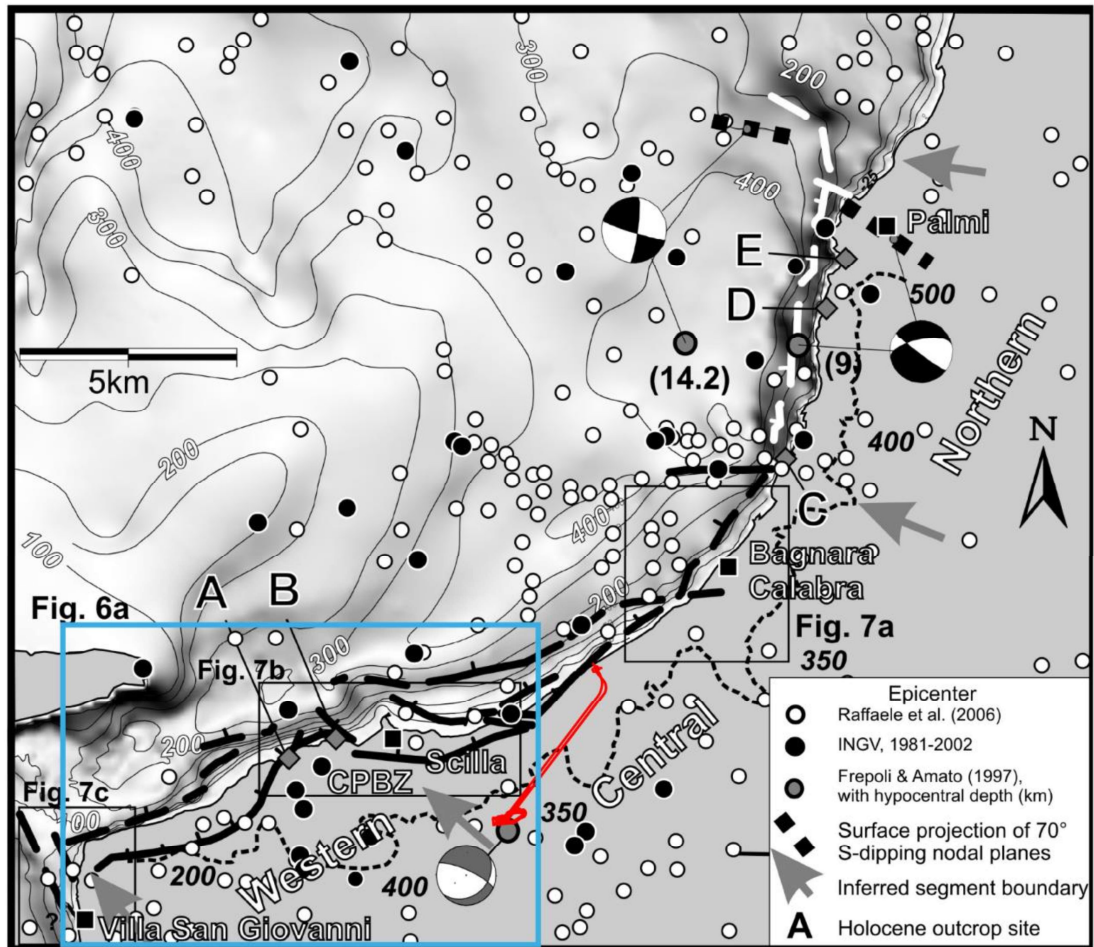 200
300
400
300
25
400
Palmi
E
500
D
5km
(14.2)
(9)
Northern
400
N
200
400
C
100
Bagnara
Calabra
A
B
200
Fig. 6a
Fig. 7a
300
350
Fig. 7b
Epicenter
Raffaele et al. (2006)
INGV, 1981-2002
Frepoli & Amato (1997),
with hypocentral depth (km)
Surface projection of 70°
S-dipping nodal planes
Inferred segment boundary
A Holocene outcrop site
200
Central
Scilla
CPBZ
Fig. 7c
100
350
Western
200
400
?
Villa San Giovanni